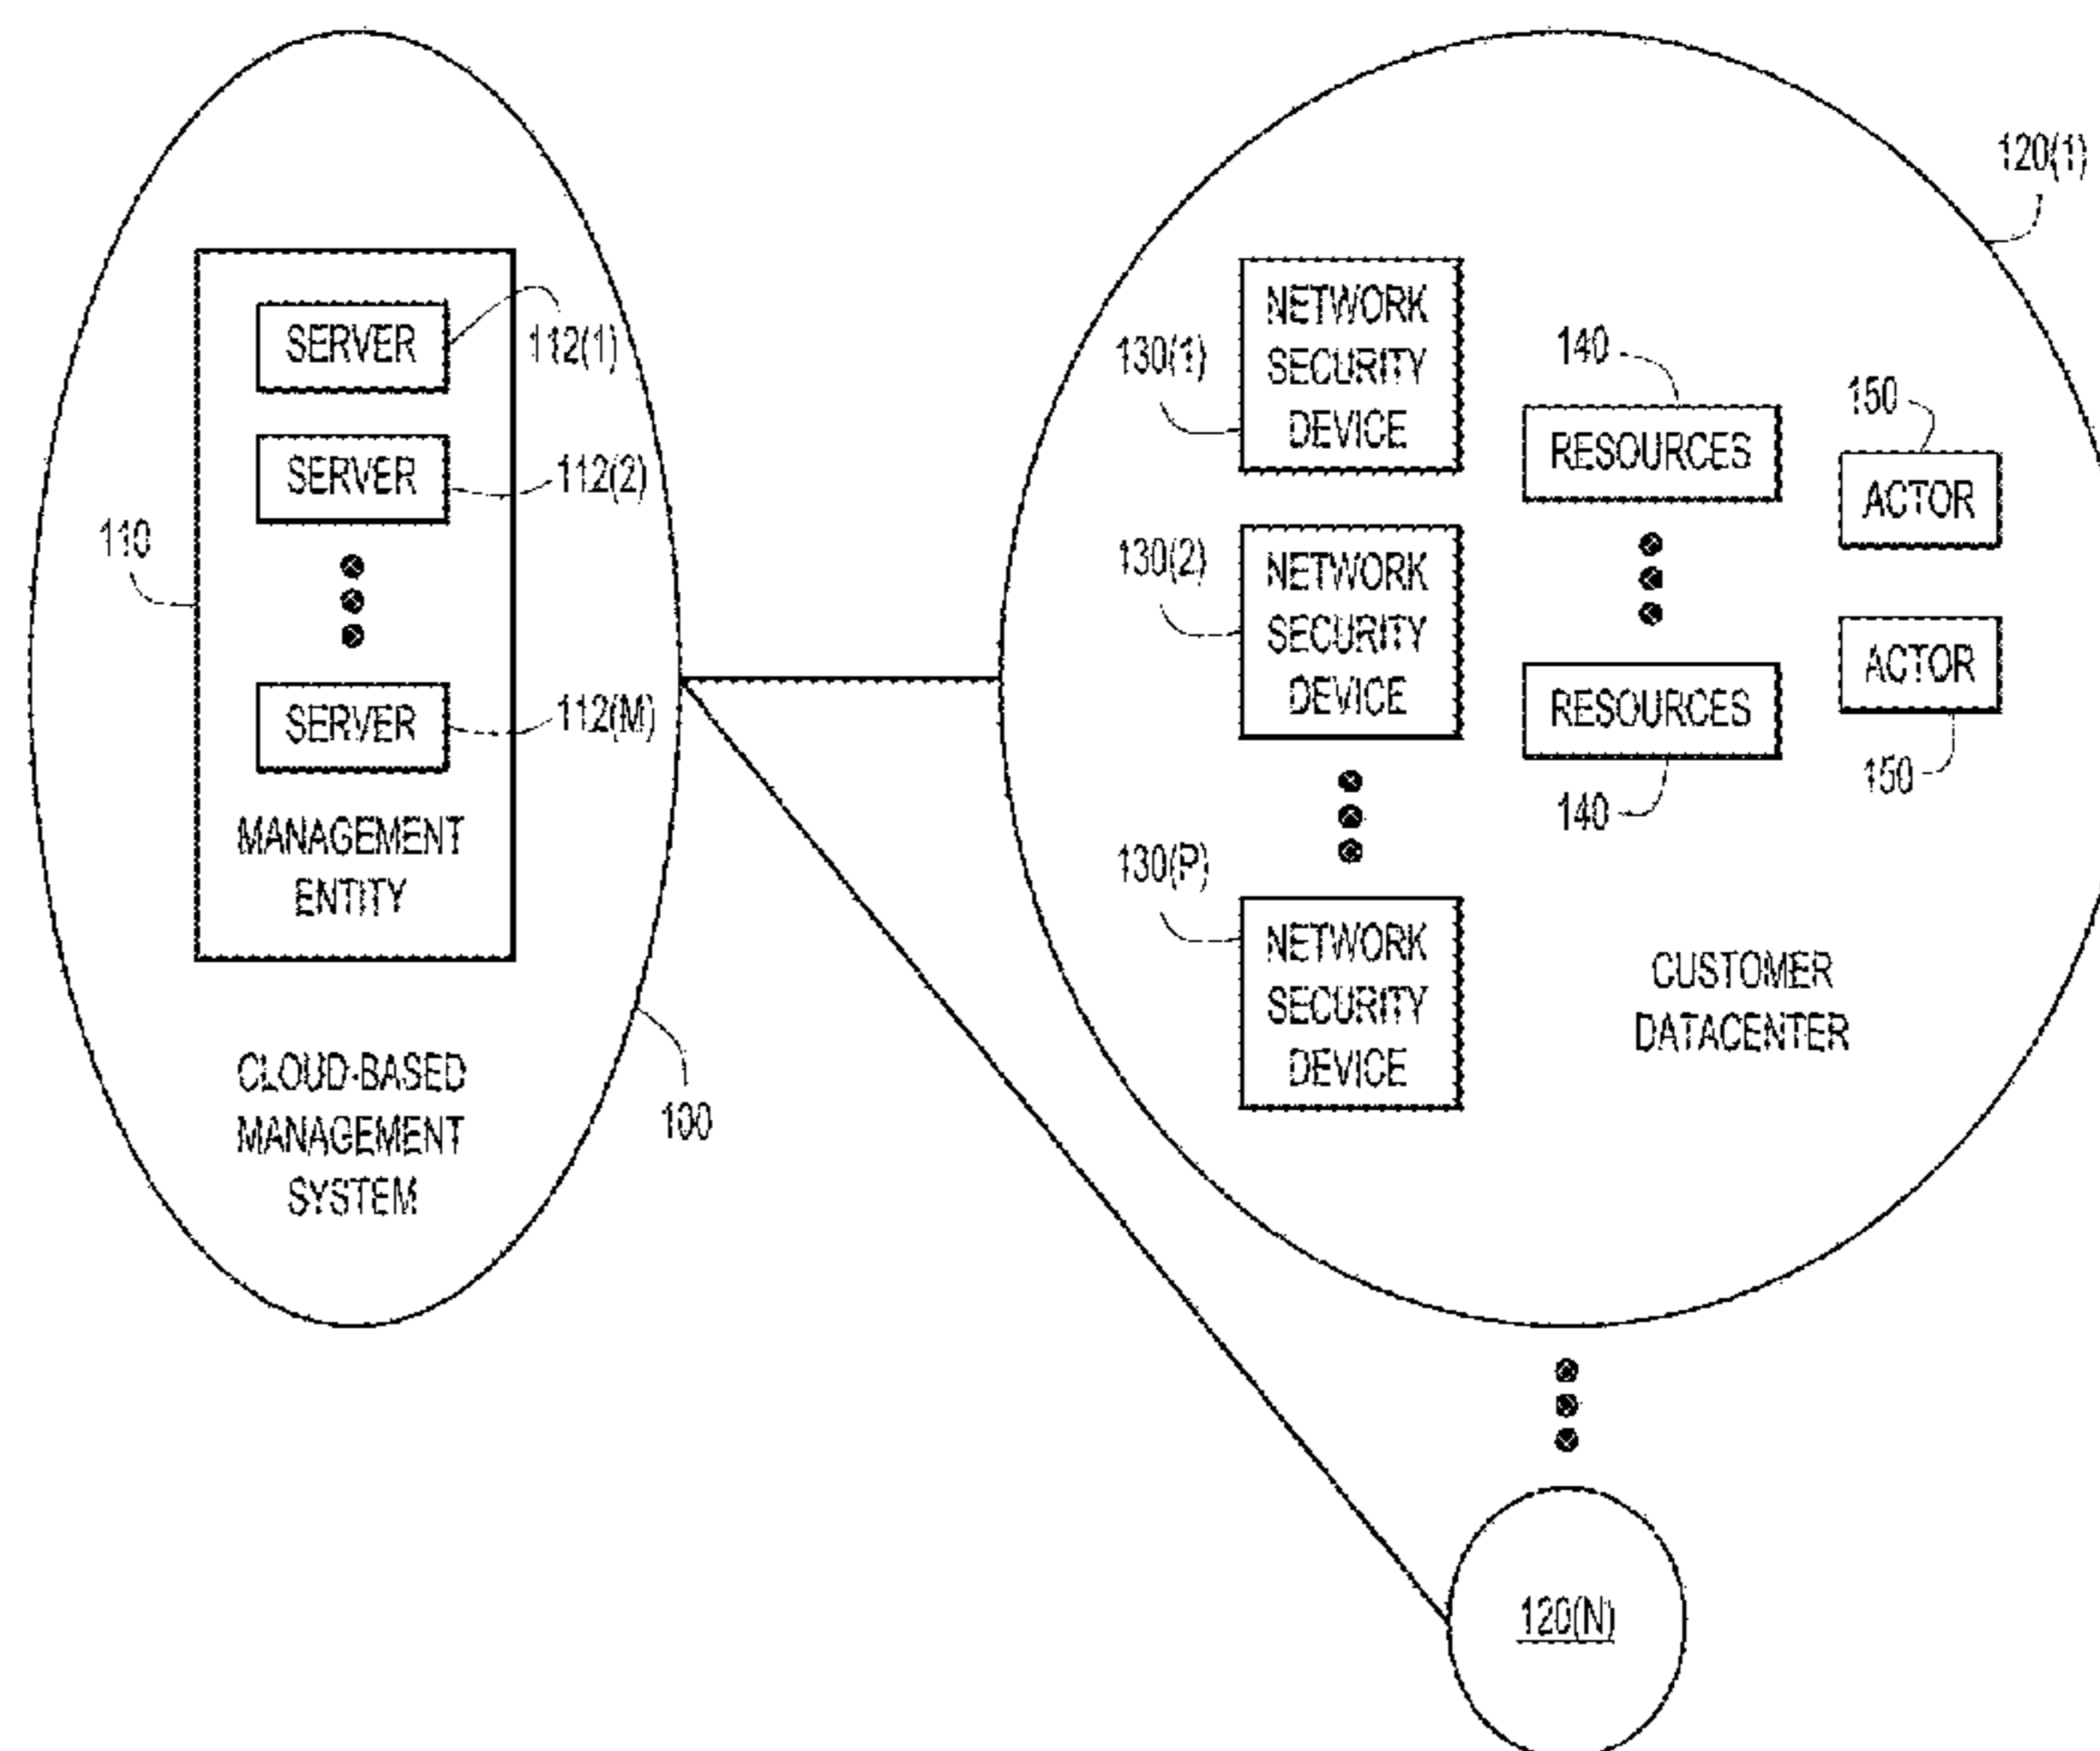 110
SERVER
112(1)
SERVER
112(2)
SERVER
112(M)
MANAGEMENT
ENTITY
CLOUD-BASED
MANAGEMENT
SYSTEM
100
120(1)
130(1)
NETWORK
SECURITY
DEVICE
130(2)
NETWORK
SECURITY
DEVICE
130(P)
NETWORK
SECURITY
DEVICE
140
RESOURCES
RESOURCES
140
150
ACTOR
ACTOR
150
CUSTOMER
DATACENTER
120(N)